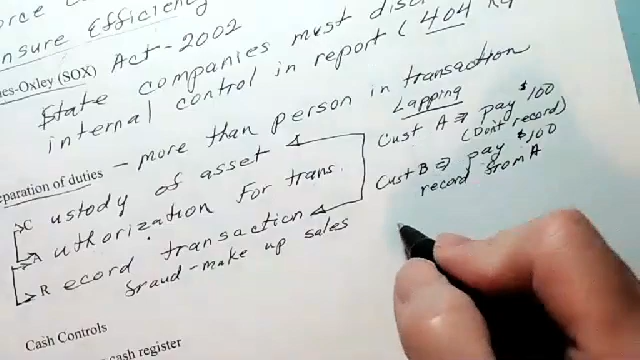 ensure Efficiency
nes-Oxley (SOX) Act - 2002
State companies must disc
internal control in report (404 rq
eparation of duties - more than person in transaction
C ustody of asset
A uthorization for trans.
R ecord transaction
fraud - make up sales
Lapping
Cust A ⇒ pay $100
(Don't record)
Cust B ⇒ pay $100
record from A
Cash Controls
cash register